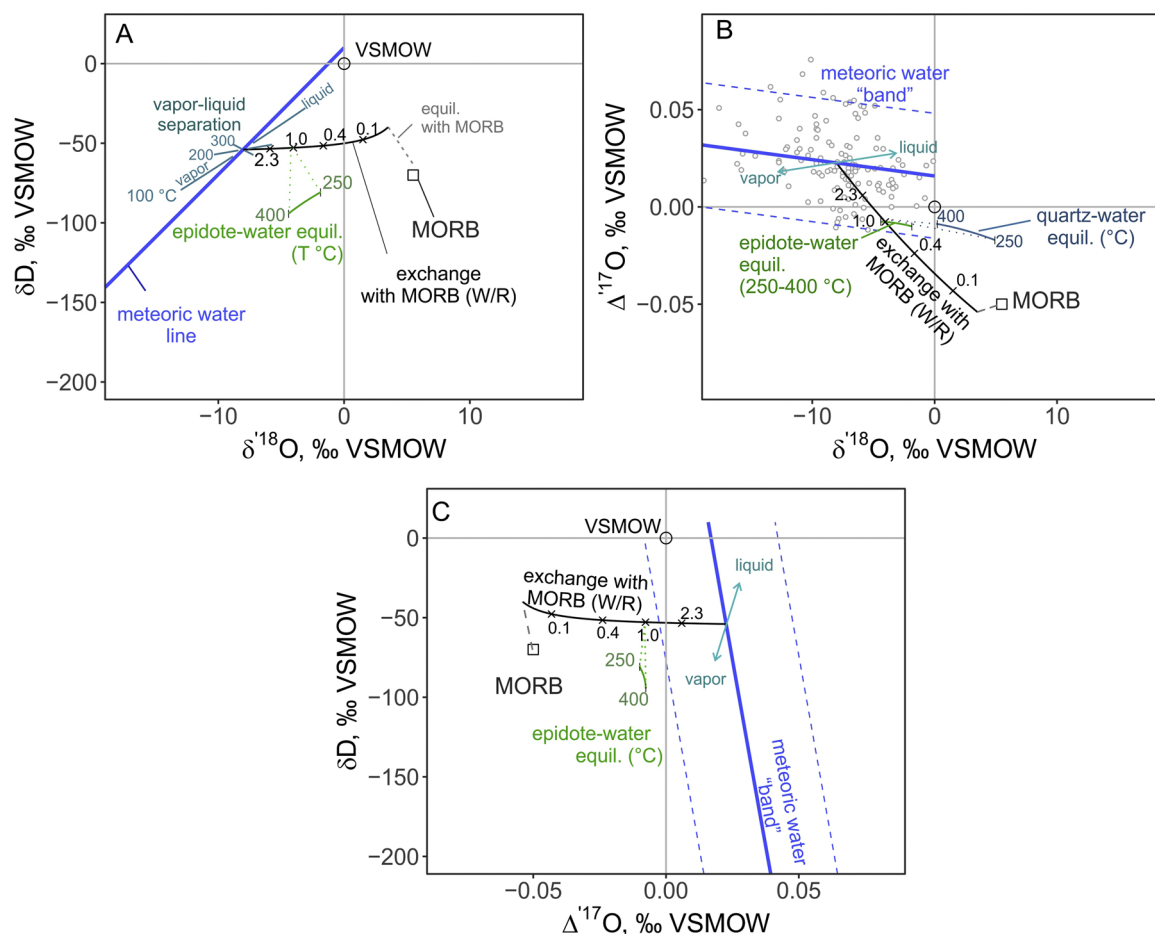 A
VSMOW
0
−50
−100
−150
−200
δD, ‰ VSMOW
vapor-liquid
separation
liquid
300
200
100 °C
vapor
2.3
1.0
0.4
0.1
equil.
with MORB
250
400
MORB
epidote-water equil.
(T °C)
exchange
with MORB (W/R)
meteoric water
line
−10
0
10
δ'18O, ‰ VSMOW
B
meteoric water
“band”
0.05
0.00
−0.05
Δ'17O, ‰ VSMOW
liquid
vapor
2.3
1.0
0.4
0.1
400
250
quartz-water
equil. (°C)
epidote-water
equil.
(250-400 °C)
exchange with
MORB (W/R)
MORB
−10
0
10
δ'18O, ‰ VSMOW
C
VSMOW
0
−50
−100
−150
−200
δD, ‰ VSMOW
exchange with
MORB (W/R)
0.1
0.4
1.0
2.3
liquid
vapor
250
400
MORB
epidote-water
equil. (°C)
meteoric water
“band”
−0.05
0.00
0.05
Δ'17O, ‰ VSMOW